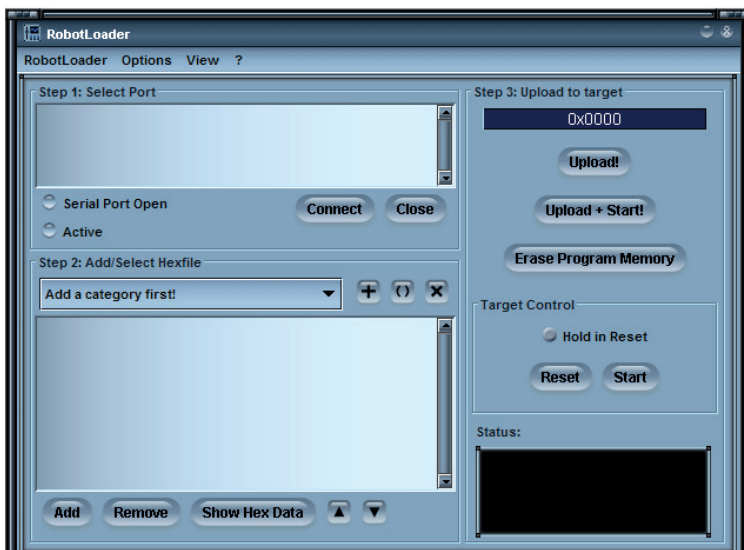 RobotLoader
RobotLoader Options View ?
Step 1: Select Port
Serial Port Open
Active
Connect Close
Step 2: Add/Select Hexfile
Add a category first!
Add Remove Show Hex Data
Step 3: Upload to target
0x0000
Upload!
Upload + Start!
Erase Program Memory
Target Control
Hold in Reset
Reset Start
Status: